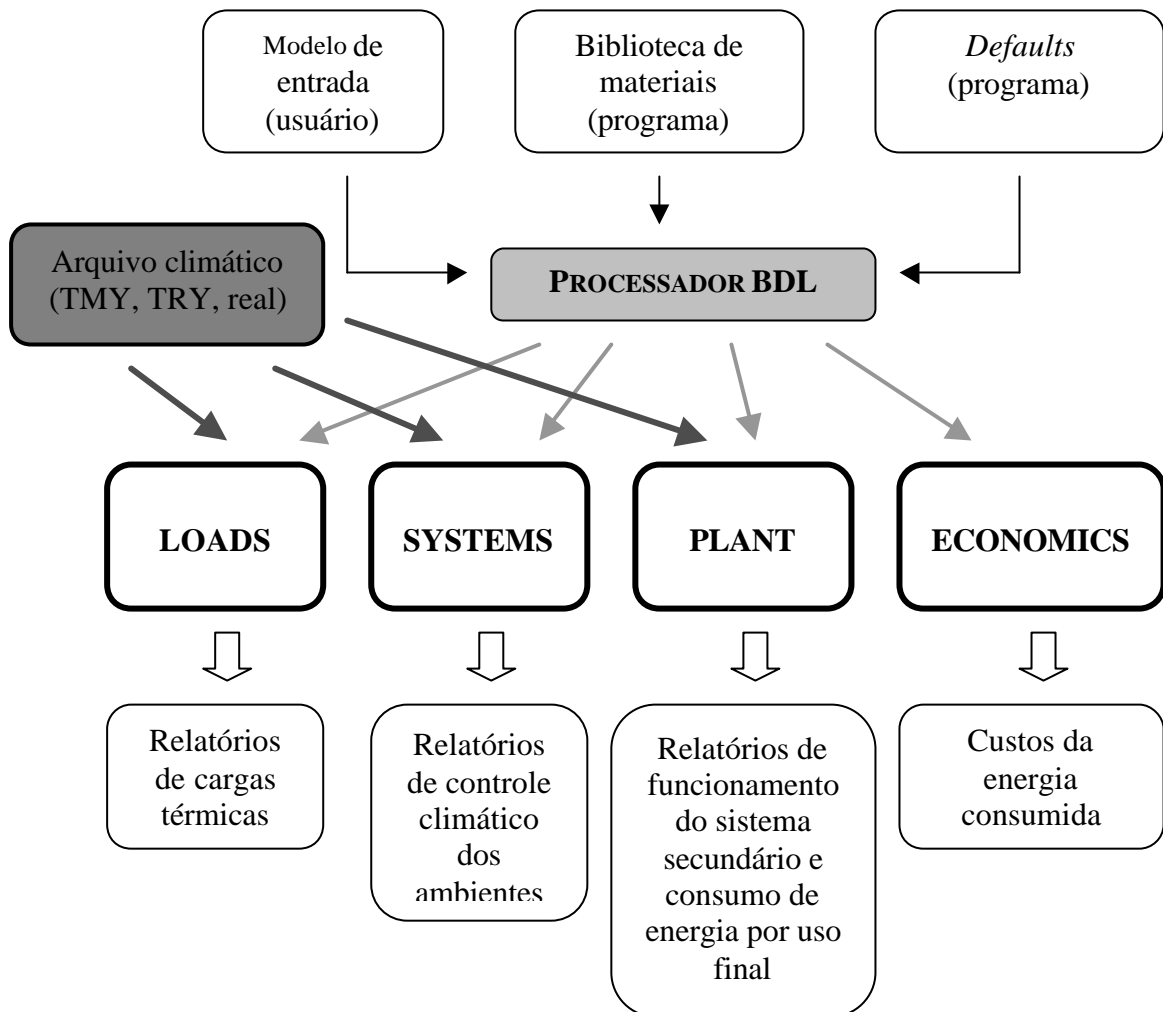 Modelo de
entrada
(usuário)
Biblioteca de
materiais
(programa)
Defaults
(programa)
Arquivo climático
(TMY, TRY, real)
PROCESSADOR BDL
LOADS
SYSTEMS
PLANT
ECONOMICS
Relatórios
de cargas
térmicas
Relatórios
de controle
climático
dos
ambientes
Relatórios de
funcionamento
do sistema
secundário e
consumo de
energia por uso
final
Custos da
energia
consumida